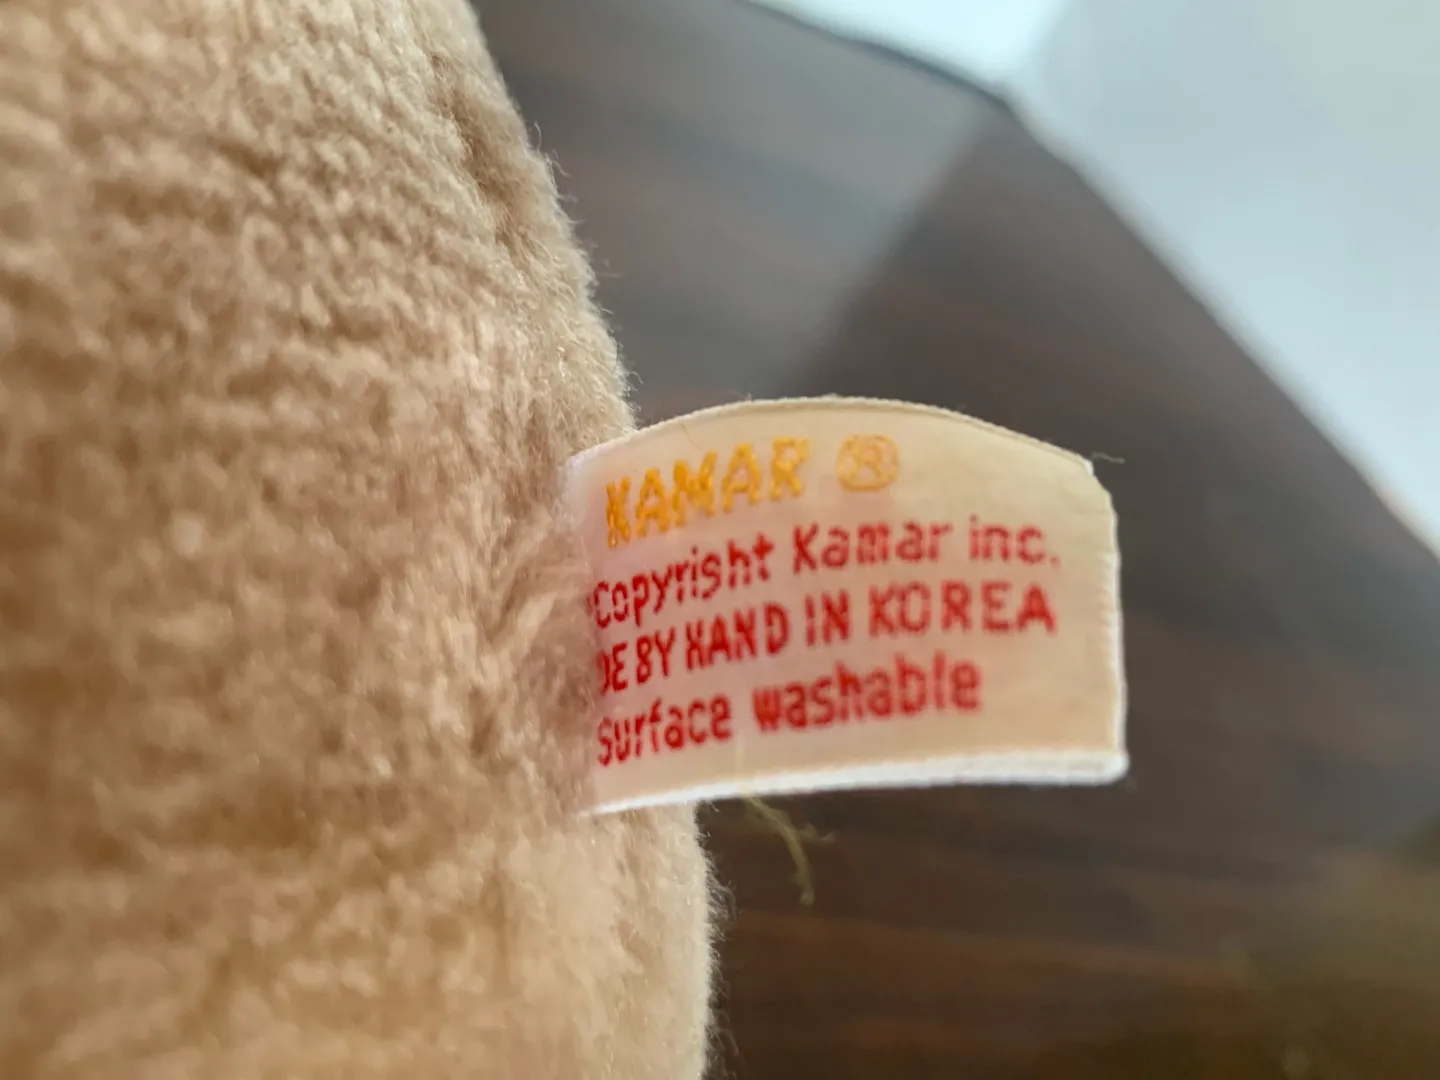 KAMAR ®
Copyright Kamar inc.
DE BY HAND IN KOREA
Surface washable